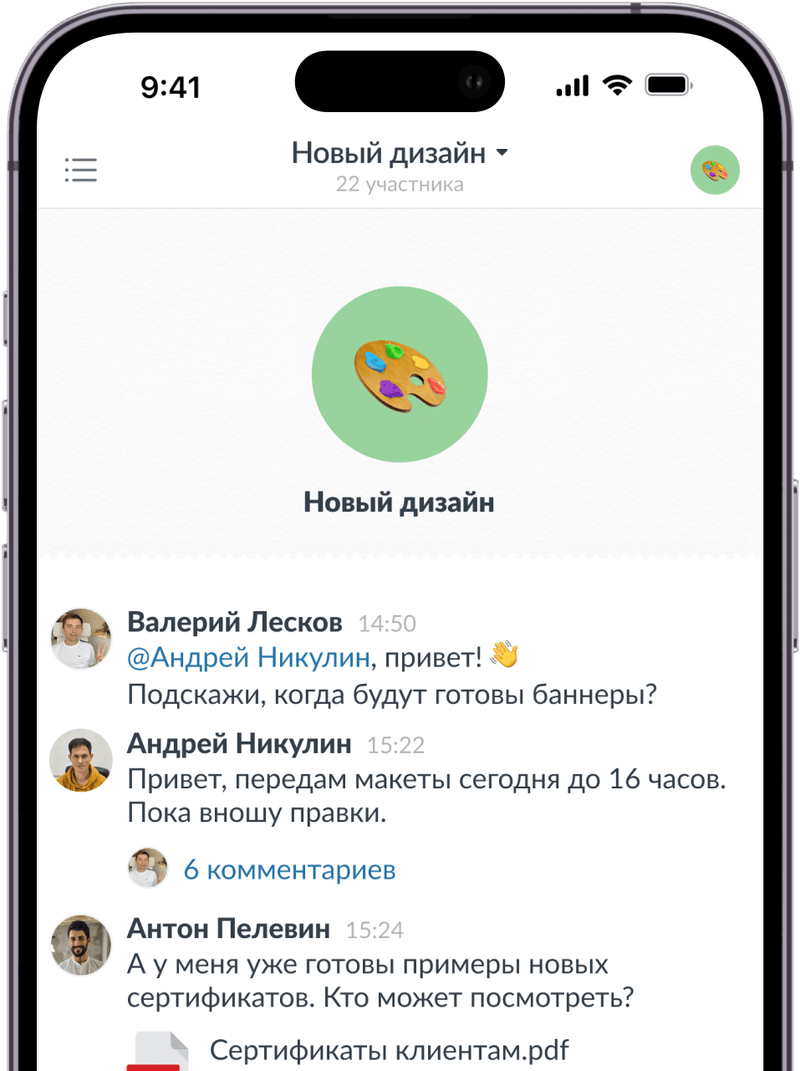 9:41
Новый дизайн
22 участника
Новый дизайн
Валерий Лесков 14:50
@Андрей Никулин, привет! 👋
Подскажи, когда будут готовы баннеры?
Андрей Никулин 15:22
Привет, передам макеты сегодня до 16 часов.
Пока вношу правки.
6 комментариев
Антон Пелевин 15:24
А у меня уже готовы примеры новых
сертификатов. Кто может посмотреть?
Сертификаты клиентам.pdf